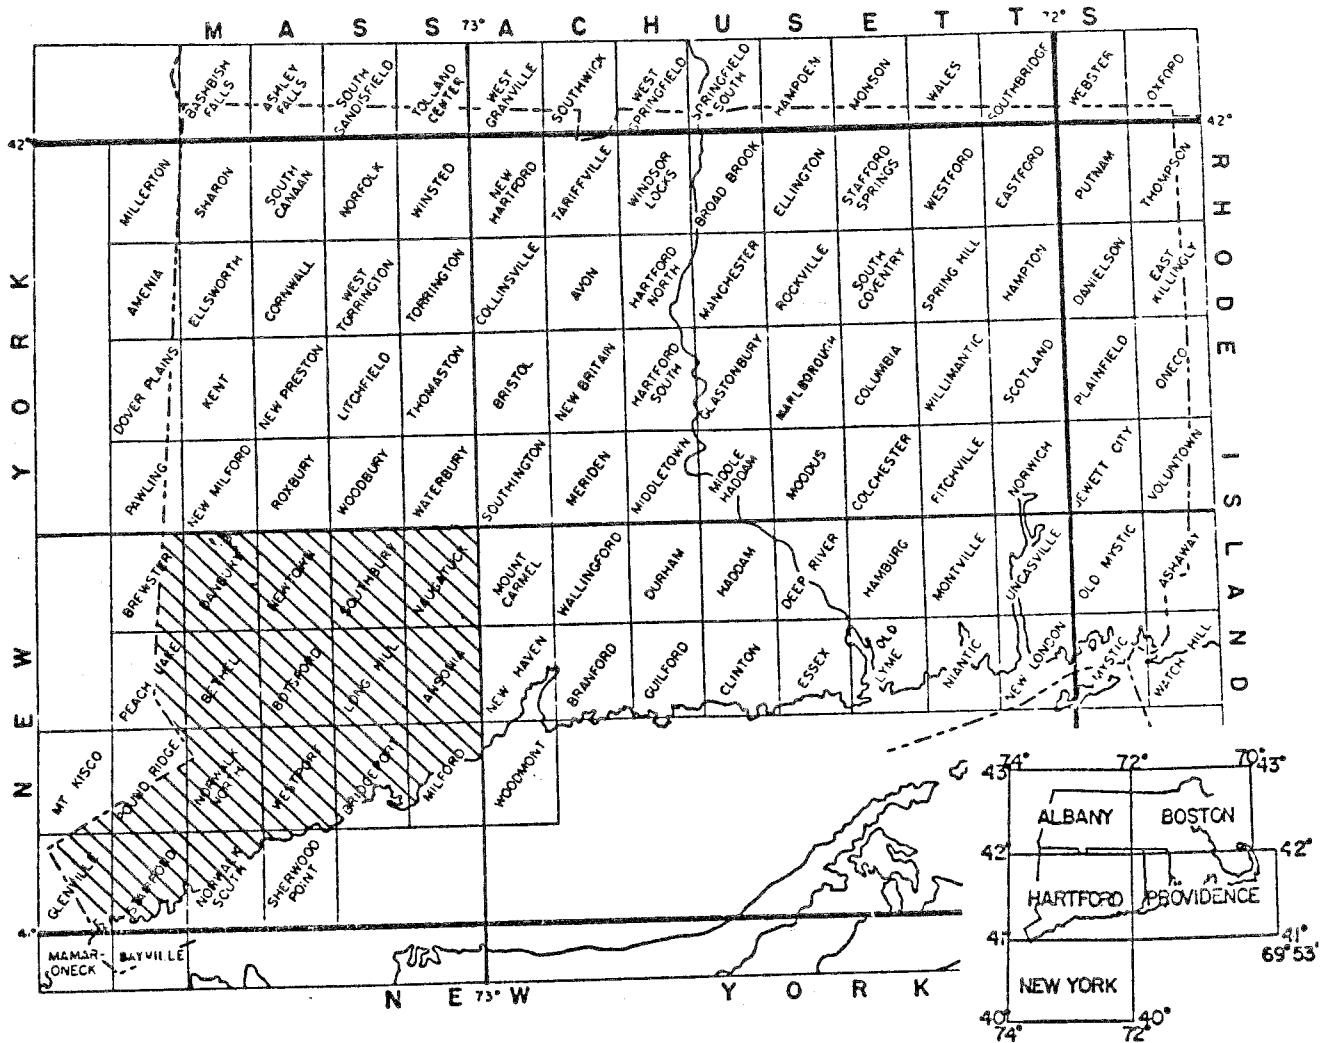 M A S S 73° A C H U S E T T 72° S
BASHBISH FALLS
ASHLEY FALLS
SOUTH SANDISFIELD
TOLLAND CENTER
WEST GRANVILLE
SOUTHWICK
WEST SPRINGFIELD
SPRINGFIELD SOUTH
HAMPDEN
MONSON
WALES
SOUTHBRIDGE
WEBSTER
OXFORD
42°
42°
MILLERTON
SHARON
SOUTH CANAAN
NORFOLK
WINSTED
NEW HARTFORD
TARIFFVILLE
WINDSOR LOCKS
BROAD BROOK
ELLINGTON
STAFFORD SPRINGS
WESTFORD
EASTFORD
PUTNAM
THOMPSON
AMENIA
ELLSWORTH
CORNWALL
WEST TORRINGTON
TORRINGTON
COLLINSVILLE
AVON
HARTFORD NORTH
MANCHESTER
ROCKVILLE
SOUTH COVENTRY
SPRING HILL
HAMPTON
DANIELSON
EAST KILLINGLY
DOVER PLAINS
KENT
NEW PRESTON
LITCHFIELD
THOMASTON
BRISTOL
NEW BRITAIN
HARTFORD SOUTH
GLASTONBURY
MARLBOROUGH
COLUMBIA
WILLIMANTIC
SCOTLAND
PLAINFIELD
ONECO
PAWLING
NEW MILFORD
ROXBURY
WOODBURY
WATERBURY
SOUTHINGTON
MERIDEN
MIDDLETOWN
MIDDLE HADDAM
MOODUS
COLCHESTER
FITCHVILLE
NORWICH
JEWETT CITY
VOLUNTOWN
BREWSTER
DANBURY
NEWTOWN
SOUTHBURY
NAUGATUCK
MOUNT CARMEL
WALLINGFORD
DURHAM
HADDAM
DEEP RIVER
HAMBURG
MONTVILLE
UNCASVILLE
OLD MYSTIC
ASHAWAY
PEACH LAKE
BETHEL
BOTSFORD
LONG HILL
ANSONIA
NEW HAVEN
BRANFORD
GUILFORD
CLINTON
ESSEX
OLD LYME
NIANTIC
NEW LONDON
MYSTIC
WATCH HILL
MT KISCO
POUND RIDGE
NORWALK NORTH
WESTPORT
BRIDGEPORT
MILFORD
WOODMONT
GLENVILLE
STAMFORD
NORWALK SOUTH
SHERWOOD POINT
MAMAR-
ONECK
BAYVILLE
NEW YORK
RHODE ISLAND
N E 73° W Y O R K
74° 72° 70°
43 43°
ALBANY BOSTON
42° 42°
HARTFORD PROVIDENCE
41° 41°
69°53'
NEW YORK
40° 40°
74° 72°